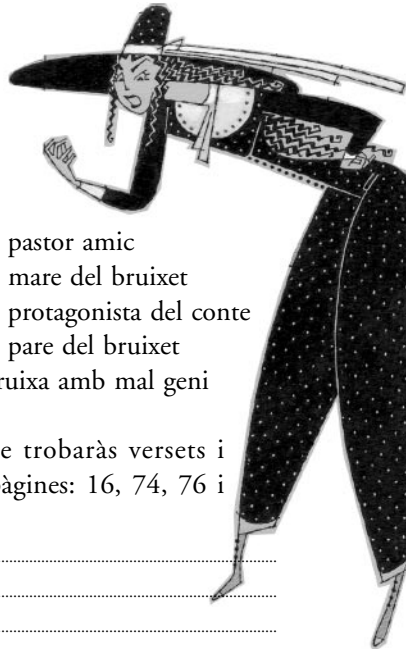 pastor amic
mare del bruixet
protagonista del conte
pare del bruixet
ruixa amb mal geni
e trobaràs versets i
pàgines: 16, 74, 76 i